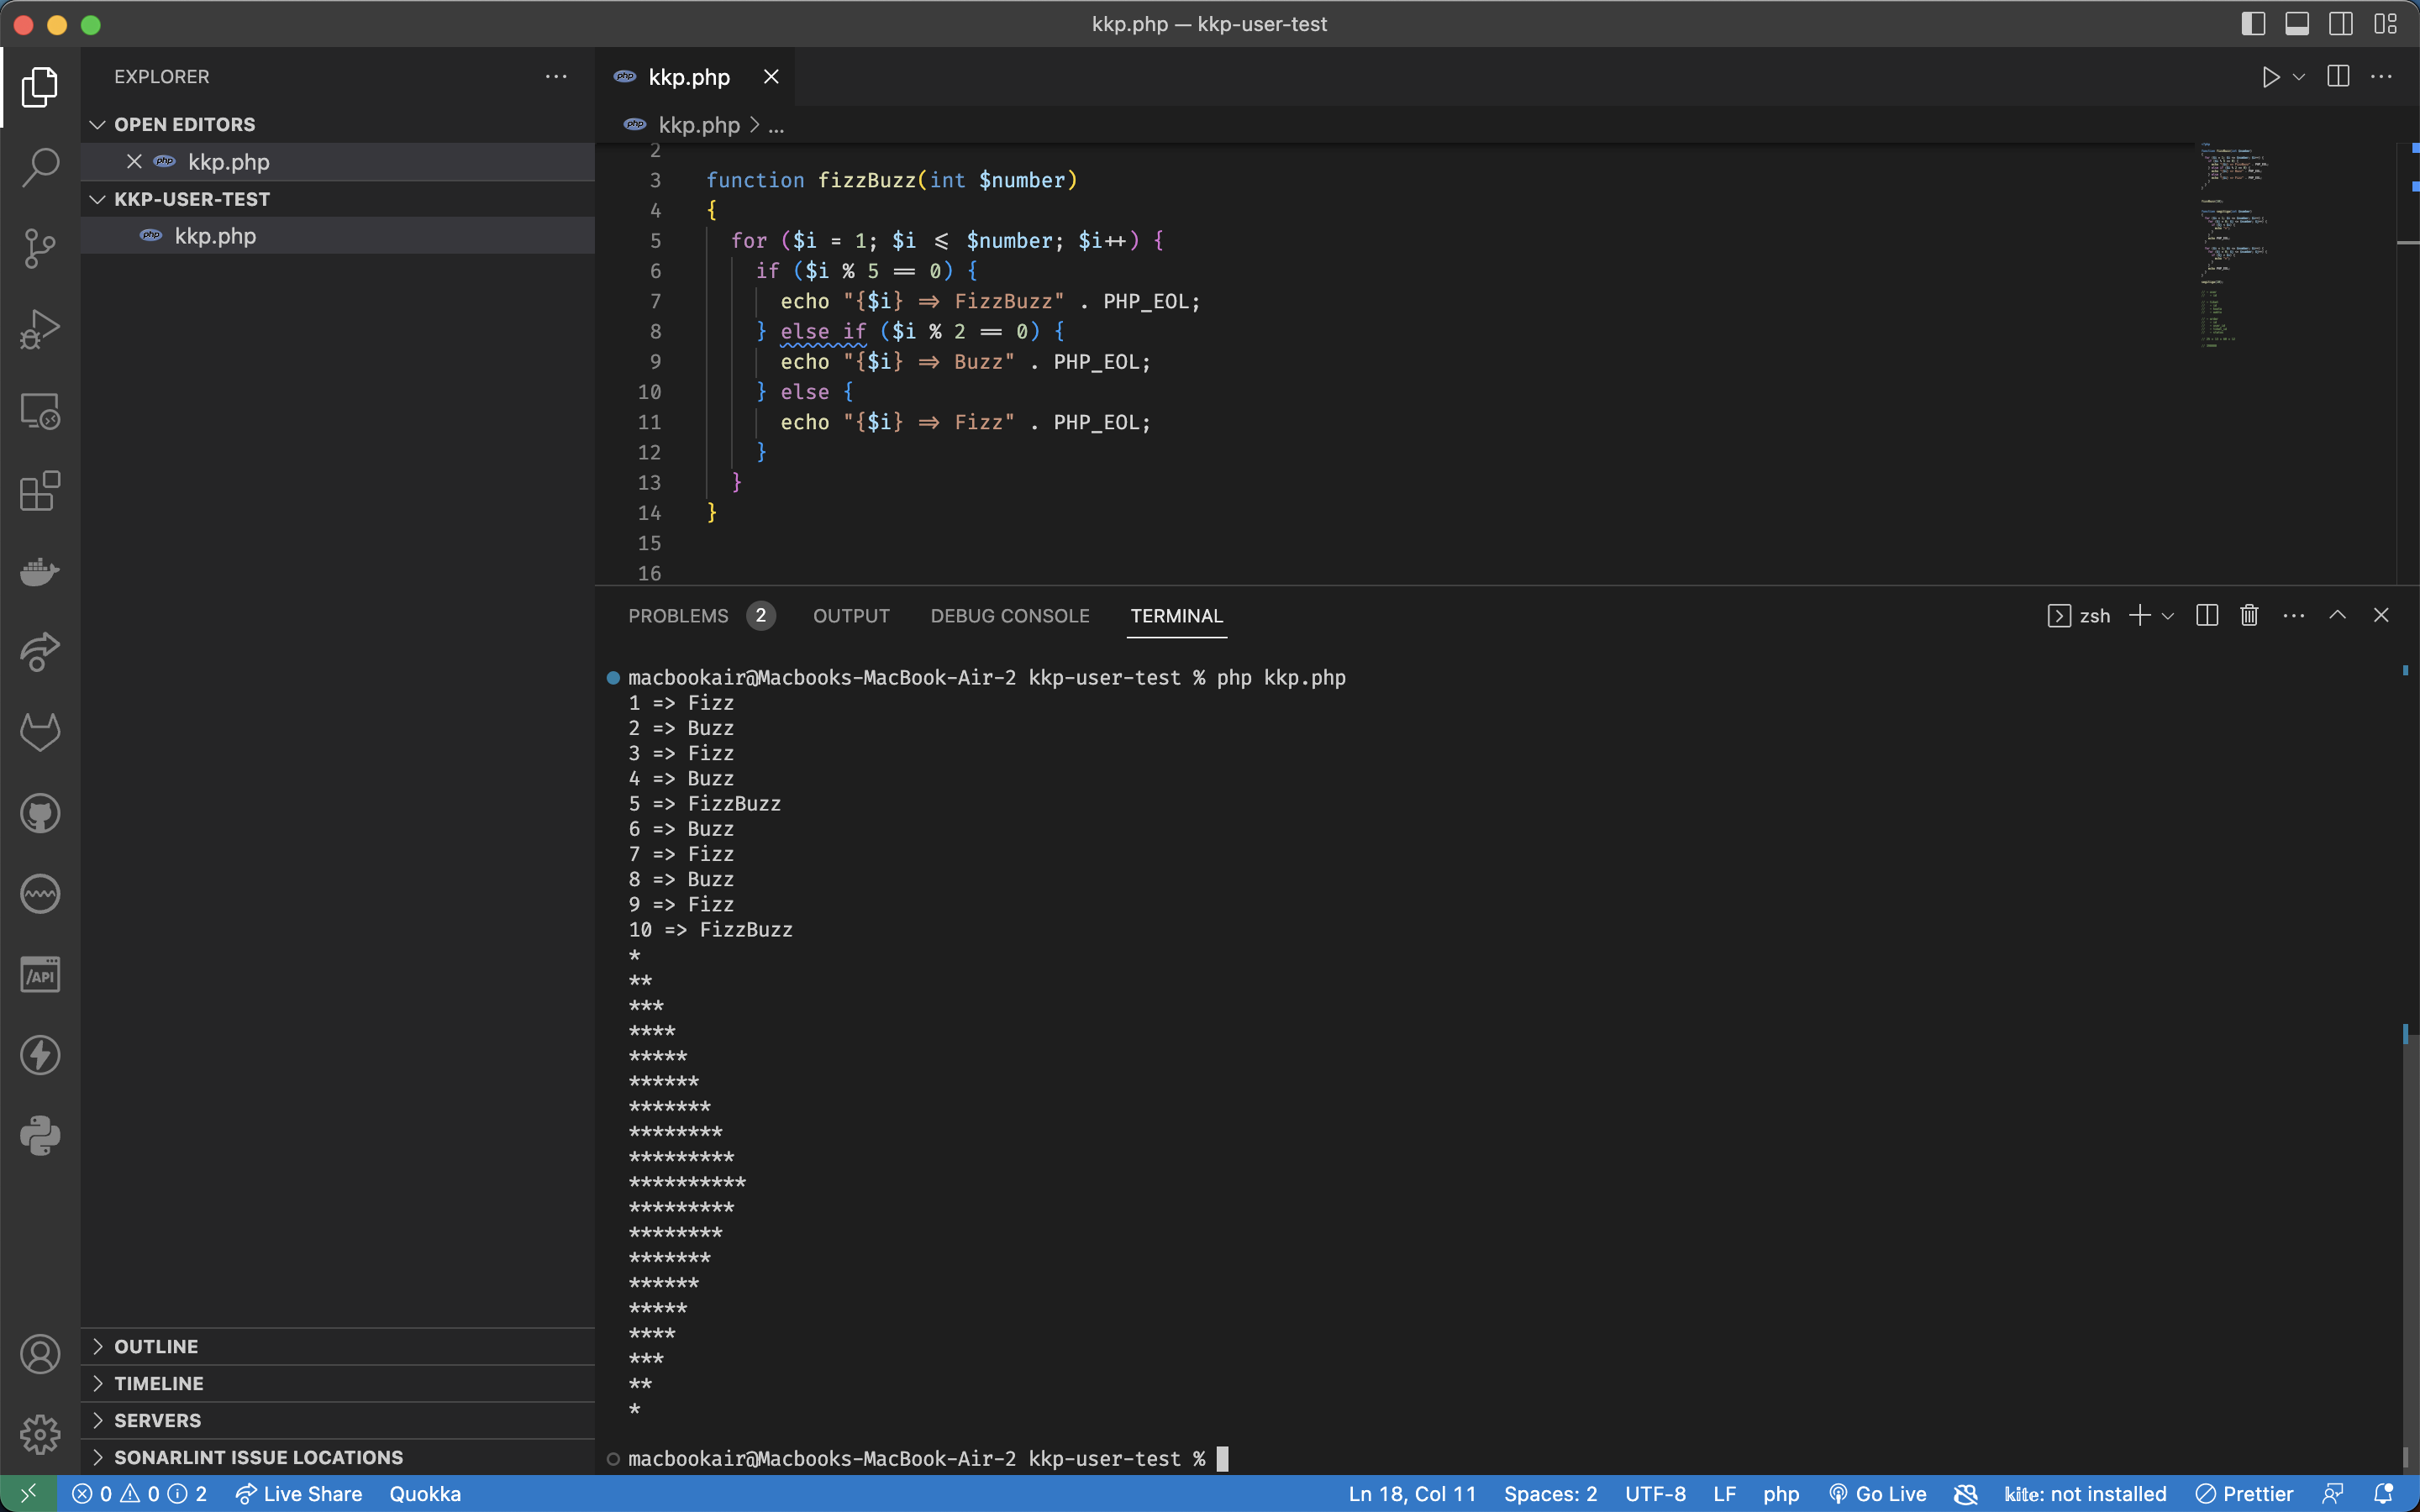 kkp.php — kkp-user-test
EXPLORER
OPEN EDITORS
php kkp.php
KKP-USER-TEST
php kkp.php
OUTLINE
TIMELINE
SERVERS
SONARLINT ISSUE LOCATIONS
/API
php kkp.php
php kkp.php > ...
2
3 function fizzBuzz(int $number)
4 {
5 for ($i = 1; $i <= $number; $i++) {
6 if ($i % 5 == 0) {
7 echo "{$i} => FizzBuzz" . PHP_EOL;
8 } else if ($i % 2 == 0) {
9 echo "{$i} => Buzz" . PHP_EOL;
10 } else {
11 echo "{$i} => Fizz" . PHP_EOL;
12 }
13 }
14 }
15
16
PROBLEMS 2 OUTPUT DEBUG CONSOLE TERMINAL zsh
macbookair@Macbooks-MacBook-Air-2 kkp-user-test % php kkp.php
1 => Fizz
2 => Buzz
3 => Fizz
4 => Buzz
5 => FizzBuzz
6 => Buzz
7 => Fizz
8 => Buzz
9 => Fizz
10 => FizzBuzz
*
**
***
****
*****
******
*******
********
*********
**********
*********
********
*******
******
*****
****
***
**
*
macbookair@Macbooks-MacBook-Air-2 kkp-user-test %
0 0 2 Live Share Quokka Ln 18, Col 11 Spaces: 2 UTF-8 LF php Go Live kite: not installed Prettier